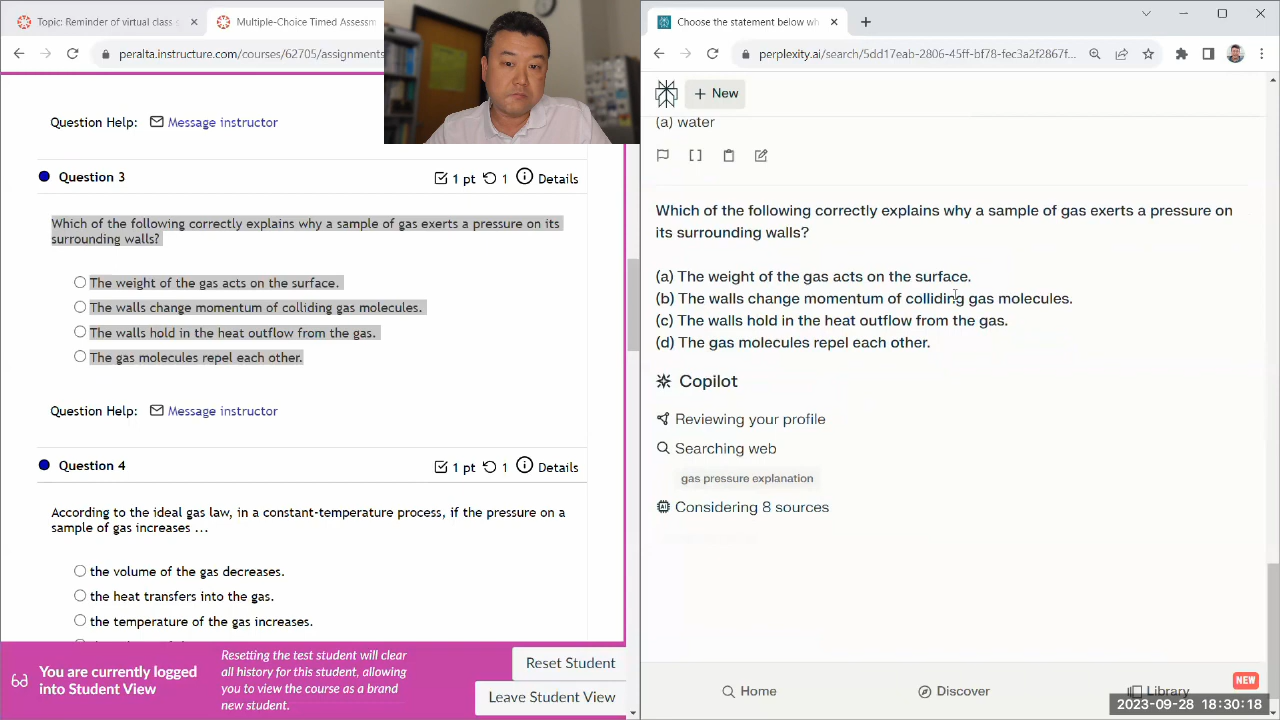 Topic: Reminder of virtual class s
Multiple-Choice Timed Assessm
peralta.instructure.com/courses/62705/assignments
Question Help: Message instructor
Question 3
1 pt 1 Details
Which of the following correctly explains why a sample of gas exerts a pressure on its
surrounding walls?
The weight of the gas acts on the surface.
The walls change momentum of colliding gas molecules.
The walls hold in the heat outflow from the gas.
The gas molecules repel each other.
Question Help: Message instructor
Question 4
1 pt 1 Details
According to the ideal gas law, in a constant-temperature process, if the pressure on a
sample of gas increases ...
the volume of the gas decreases.
the heat transfers into the gas.
the temperature of the gas increases.
You are currently logged
into Student View
Resetting the test student will clear
all history for this student, allowing
you to view the course as a brand
new student.
Reset Student
Leave Student View
Choose the statement below wh
perplexity.ai/search/5dd17eab-2806-45ff-bf78-fec3a2f2867f...
New
(a) water
Which of the following correctly explains why a sample of gas exerts a pressure on
its surrounding walls?
(a) The weight of the gas acts on the surface.
(b) The walls change momentum of colliding gas molecules.
(c) The walls hold in the heat outflow from the gas.
(d) The gas molecules repel each other.
Copilot
Reviewing your profile
Searching web
gas pressure explanation
Considering 8 sources
Home
Discover
Library
NEW
2023-09-28 18:30:18